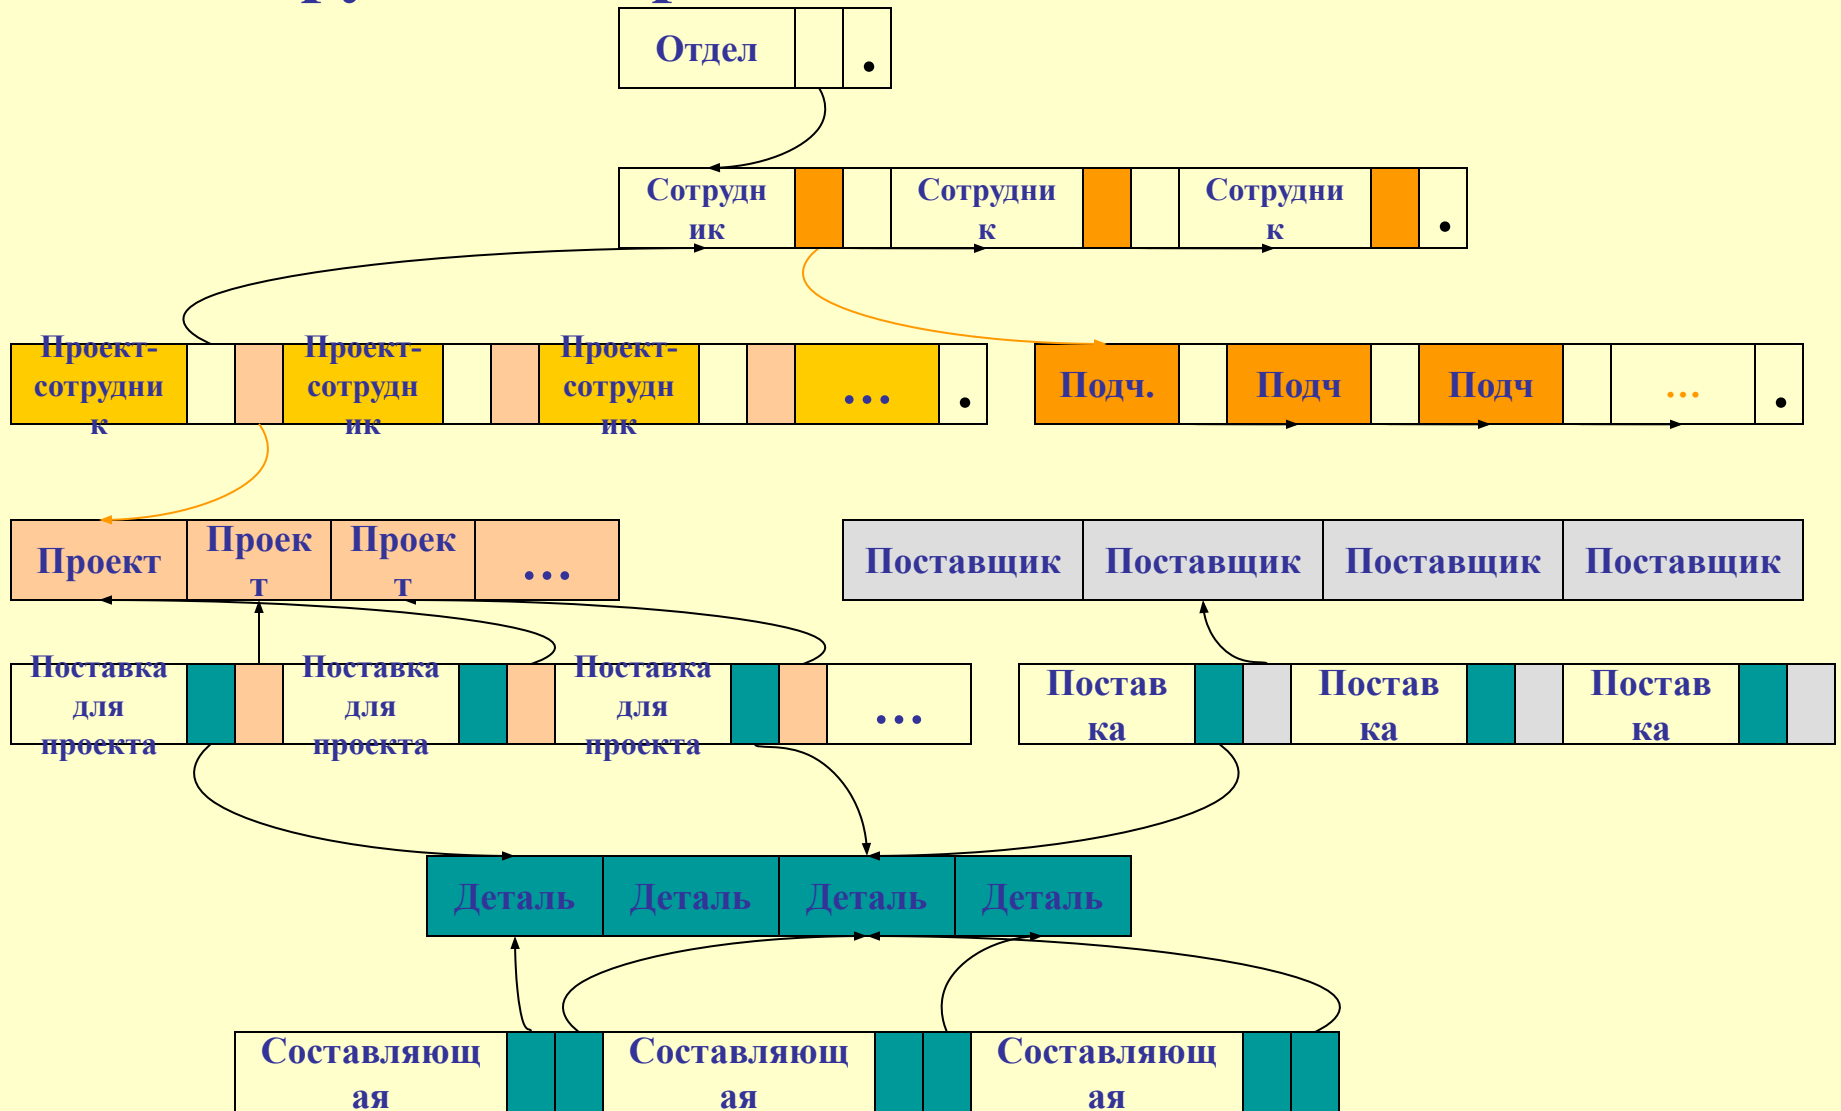 Отдел
.
Сотрудн
ик
Сотрудни
к
Сотрудни
к
.
Проект-
сотрудни
к
Проект-
сотрудн
ик
Проект-
сотрудн
ик
...
.
Подч.
Подч
Подч
...
.
Проект
Проек
т
Проек
т
...
Поставщик
Поставщик
Поставщик
Поставщик
Поставка
для
проекта
Поставка
для
проекта
Поставка
для
проекта
...
Постав
ка
Постав
ка
Постав
ка
Деталь
Деталь
Деталь
Деталь
Составляющ
ая
Составляющ
ая
Составляющ
ая